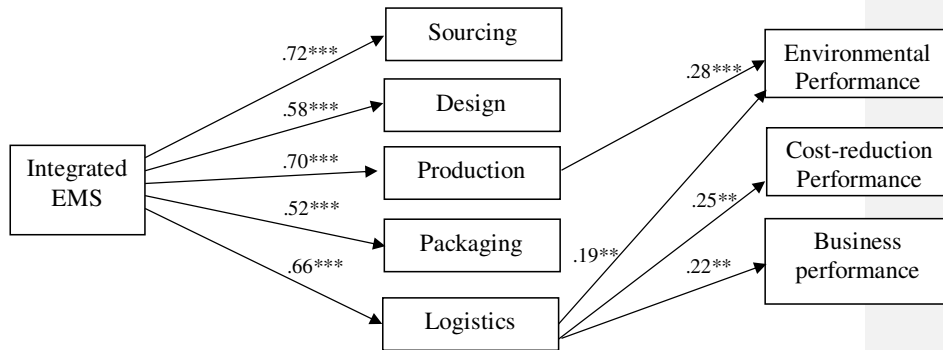 Integrated
EMS
.72***
.58***
.70***
.52***
.66***
Sourcing
Design
Production
Packaging
Logistics
.28***
.19**
.25**
.22**
Environmental
Performance
Cost-reduction
Performance
Business
performance